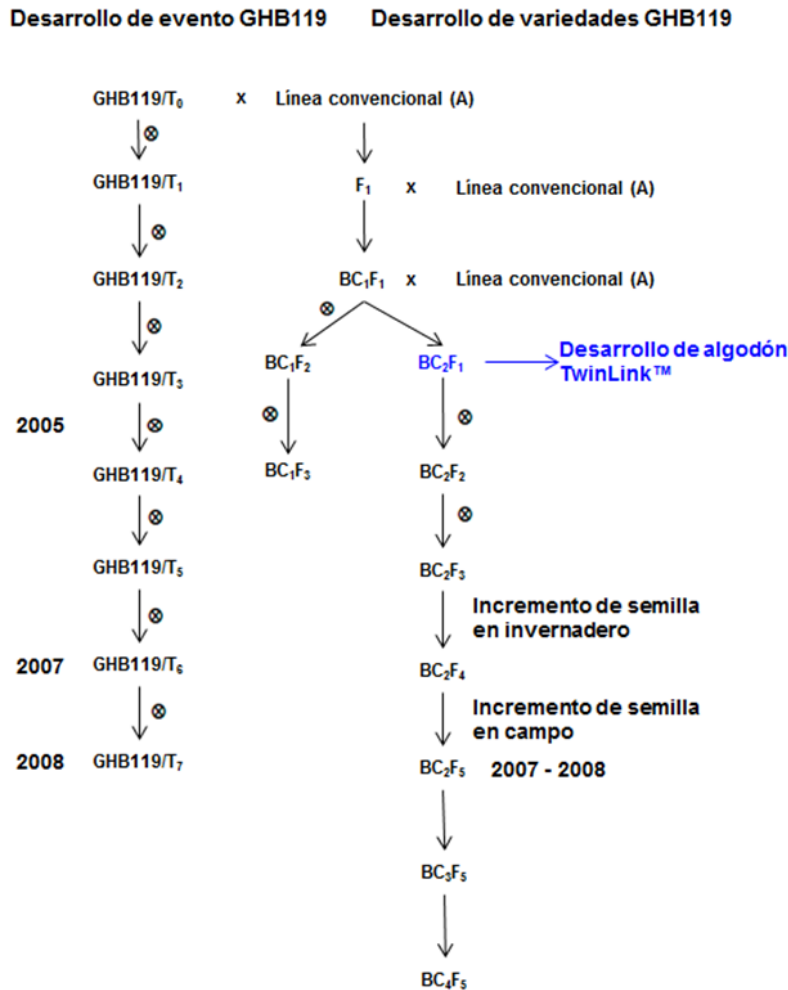 Desarrollo de evento GHB119 Desarrollo de variedades GHB119
GHB119/T₀ x Línea convencional (A)
⊗
GHB119/T₁ F₁ x Línea convencional (A)
⊗
GHB119/T₂ BC₁F₁ x Línea convencional (A)
⊗ ⊗
BC₁F₂ BC₂F₁ Desarrollo de algodón
TwinLink™
GHB119/T₃
2005 ⊗ ⊗ ⊗
GHB119/T₄ BC₁F₃ BC₂F₂
⊗ ⊗
GHB119/T₅ BC₂F₃
⊗ Incremento de semilla
en invernadero
2007 GHB119/T₆ BC₂F₄
⊗ Incremento de semilla
en campo
2008 GHB119/T₇ BC₂F₅ 2007 - 2008
BC₃F₅
BC₄F₅